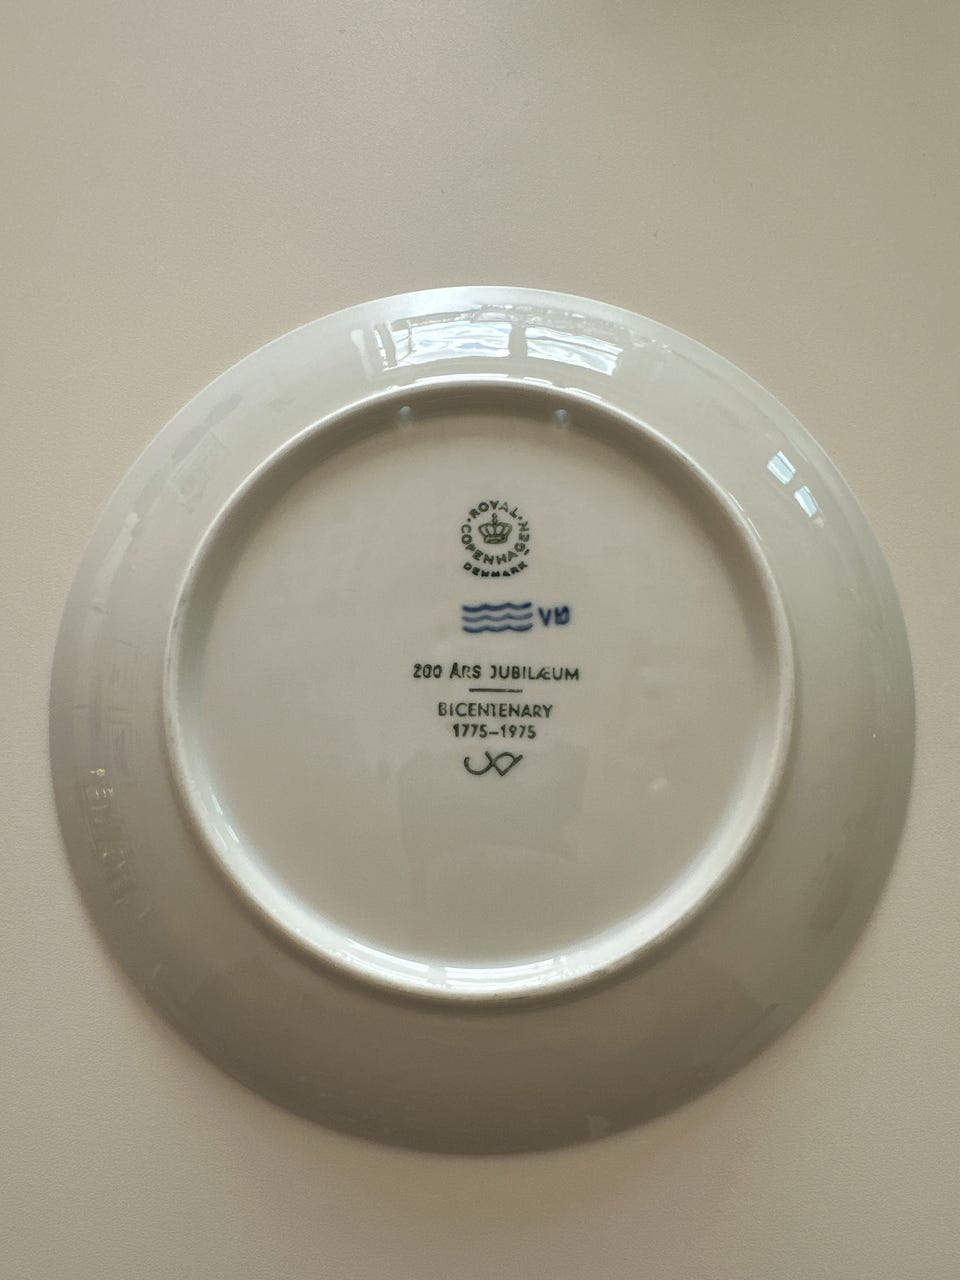 ROYAL
COPENHAGEN
DENMARK
200 ÅRS JUBILÆUM
BICENTENARY
1775–1975